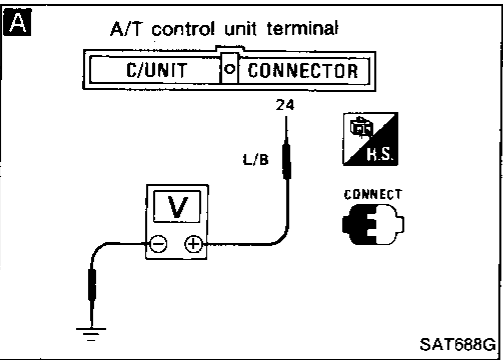 A
A/T control unit terminal
C/UNIT CONNECTOR
24
L/B
H.S.
CONNECT
V
SAT688G